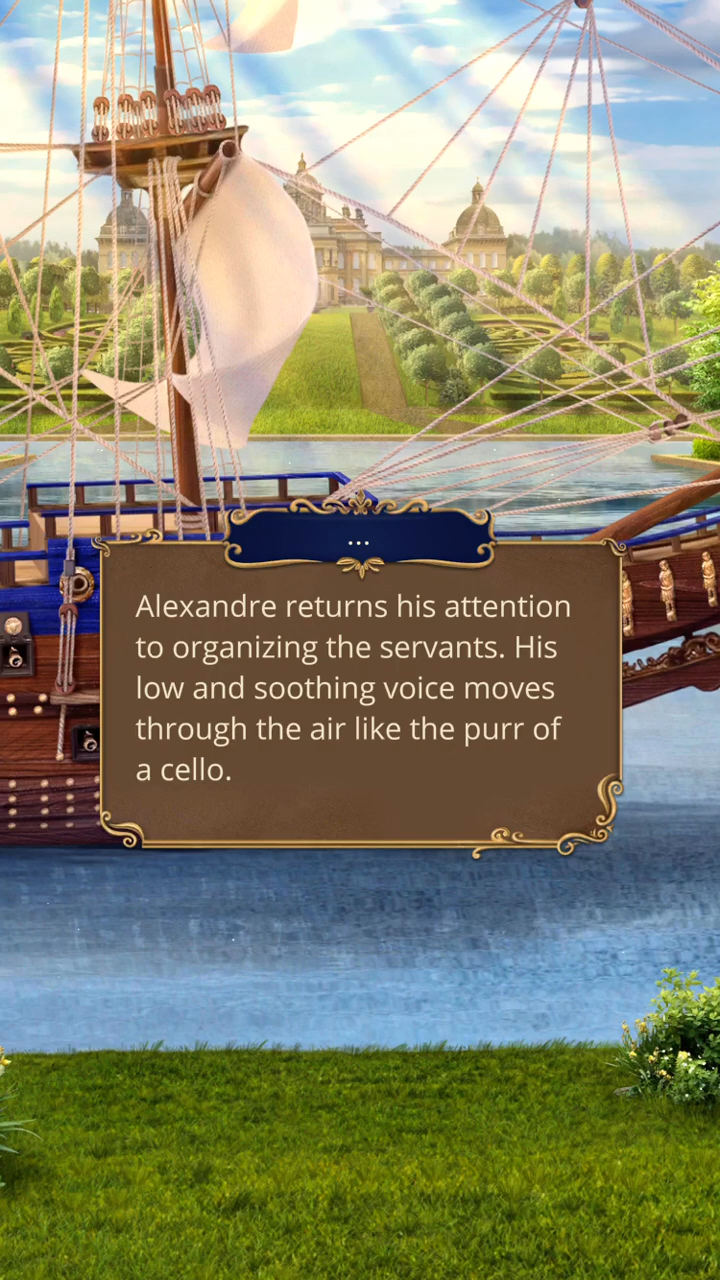 ...
Alexandre returns his attention
to organizing the servants. His
low and soothing voice moves
through the air like the purr of
a cello.